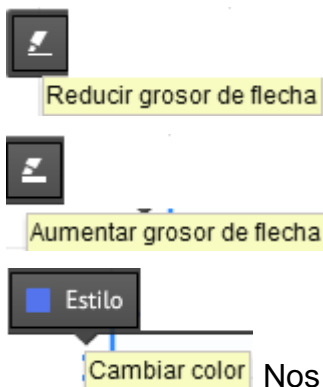 Reducir grosor de flecha
Aumentar grosor de flecha
Estilo
Cambiar color Nos